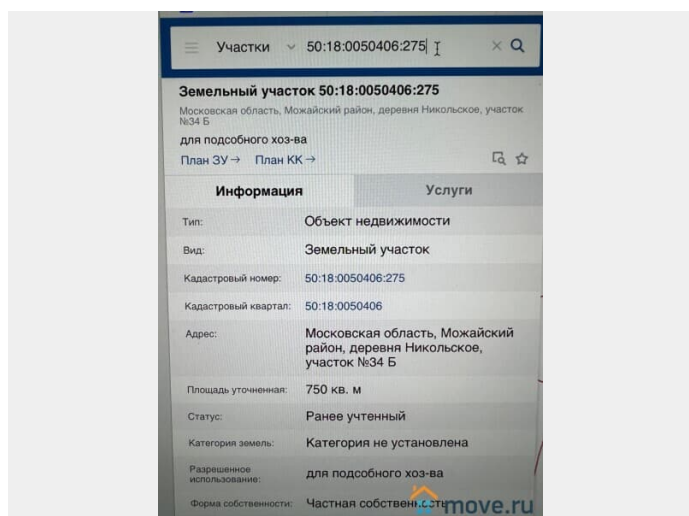 Участки 50:18:0050406:275
Земельный участок 50:18:0050406:275
Московская область, Можайский район, деревня Никольское, участок
№34 Б
для подсобного хоз-ва
План ЗУ → План КК →
Информация Услуги
Тип: Объект недвижимости
Вид: Земельный участок
Кадастровый номер: 50:18:0050406:275
Кадастровый квартал: 50:18:0050406
Адрес: Московская область, Можайский
район, деревня Никольское,
участок №34 Б
Площадь уточненная: 750 кв. м
Статус: Ранее учтенный
Категория земель: Категория не установлена
Разрешенное
использование: для подсобного хоз-ва
Форма собственности: Частная собственность
move.ru